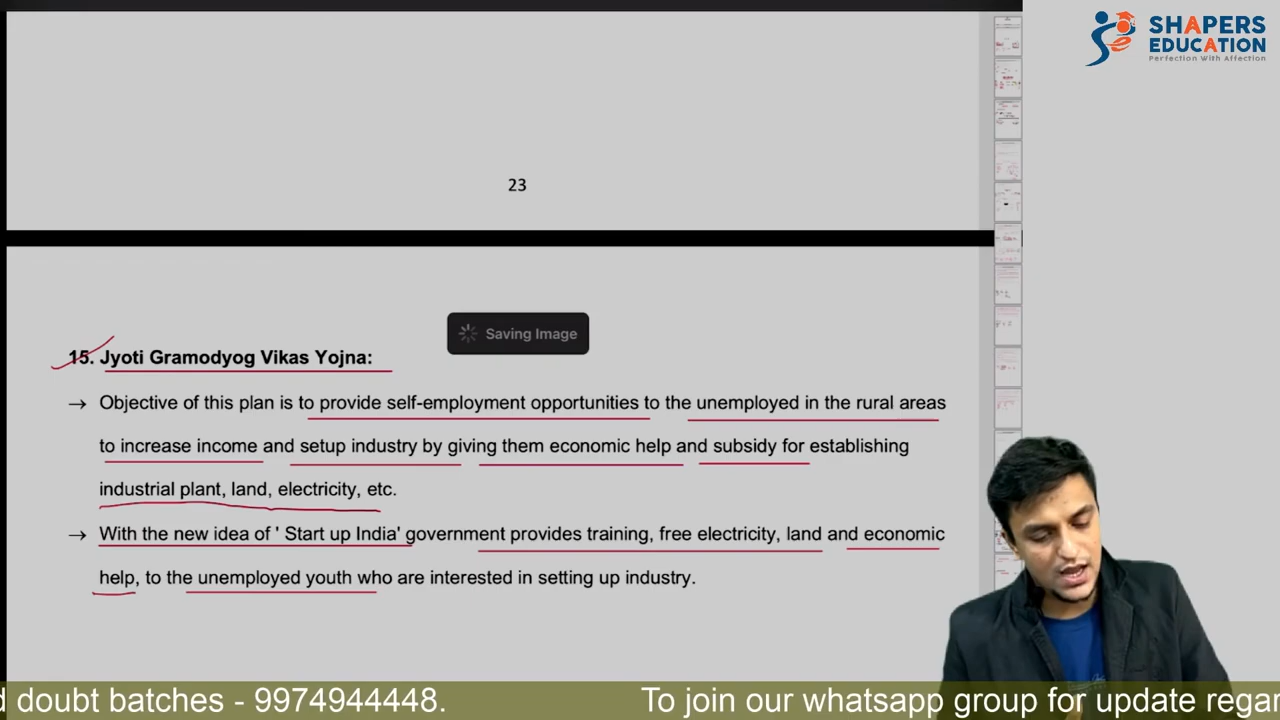 SHAPERS
EDUCATION
Perfection With Affection
23
Saving Image
15. Jyoti Gramodyog Vikas Yojna:
→ Objective of this plan is to provide self-employment opportunities to the unemployed in the rural areas
to increase income and setup industry by giving them economic help and subsidy for establishing
industrial plant, land, electricity, etc.
→ With the new idea of ' Start up India' government provides training, free electricity, land and economic
help, to the unemployed youth who are interested in setting up industry.
d doubt batches - 9974944448. To join our whatsapp group for update regar